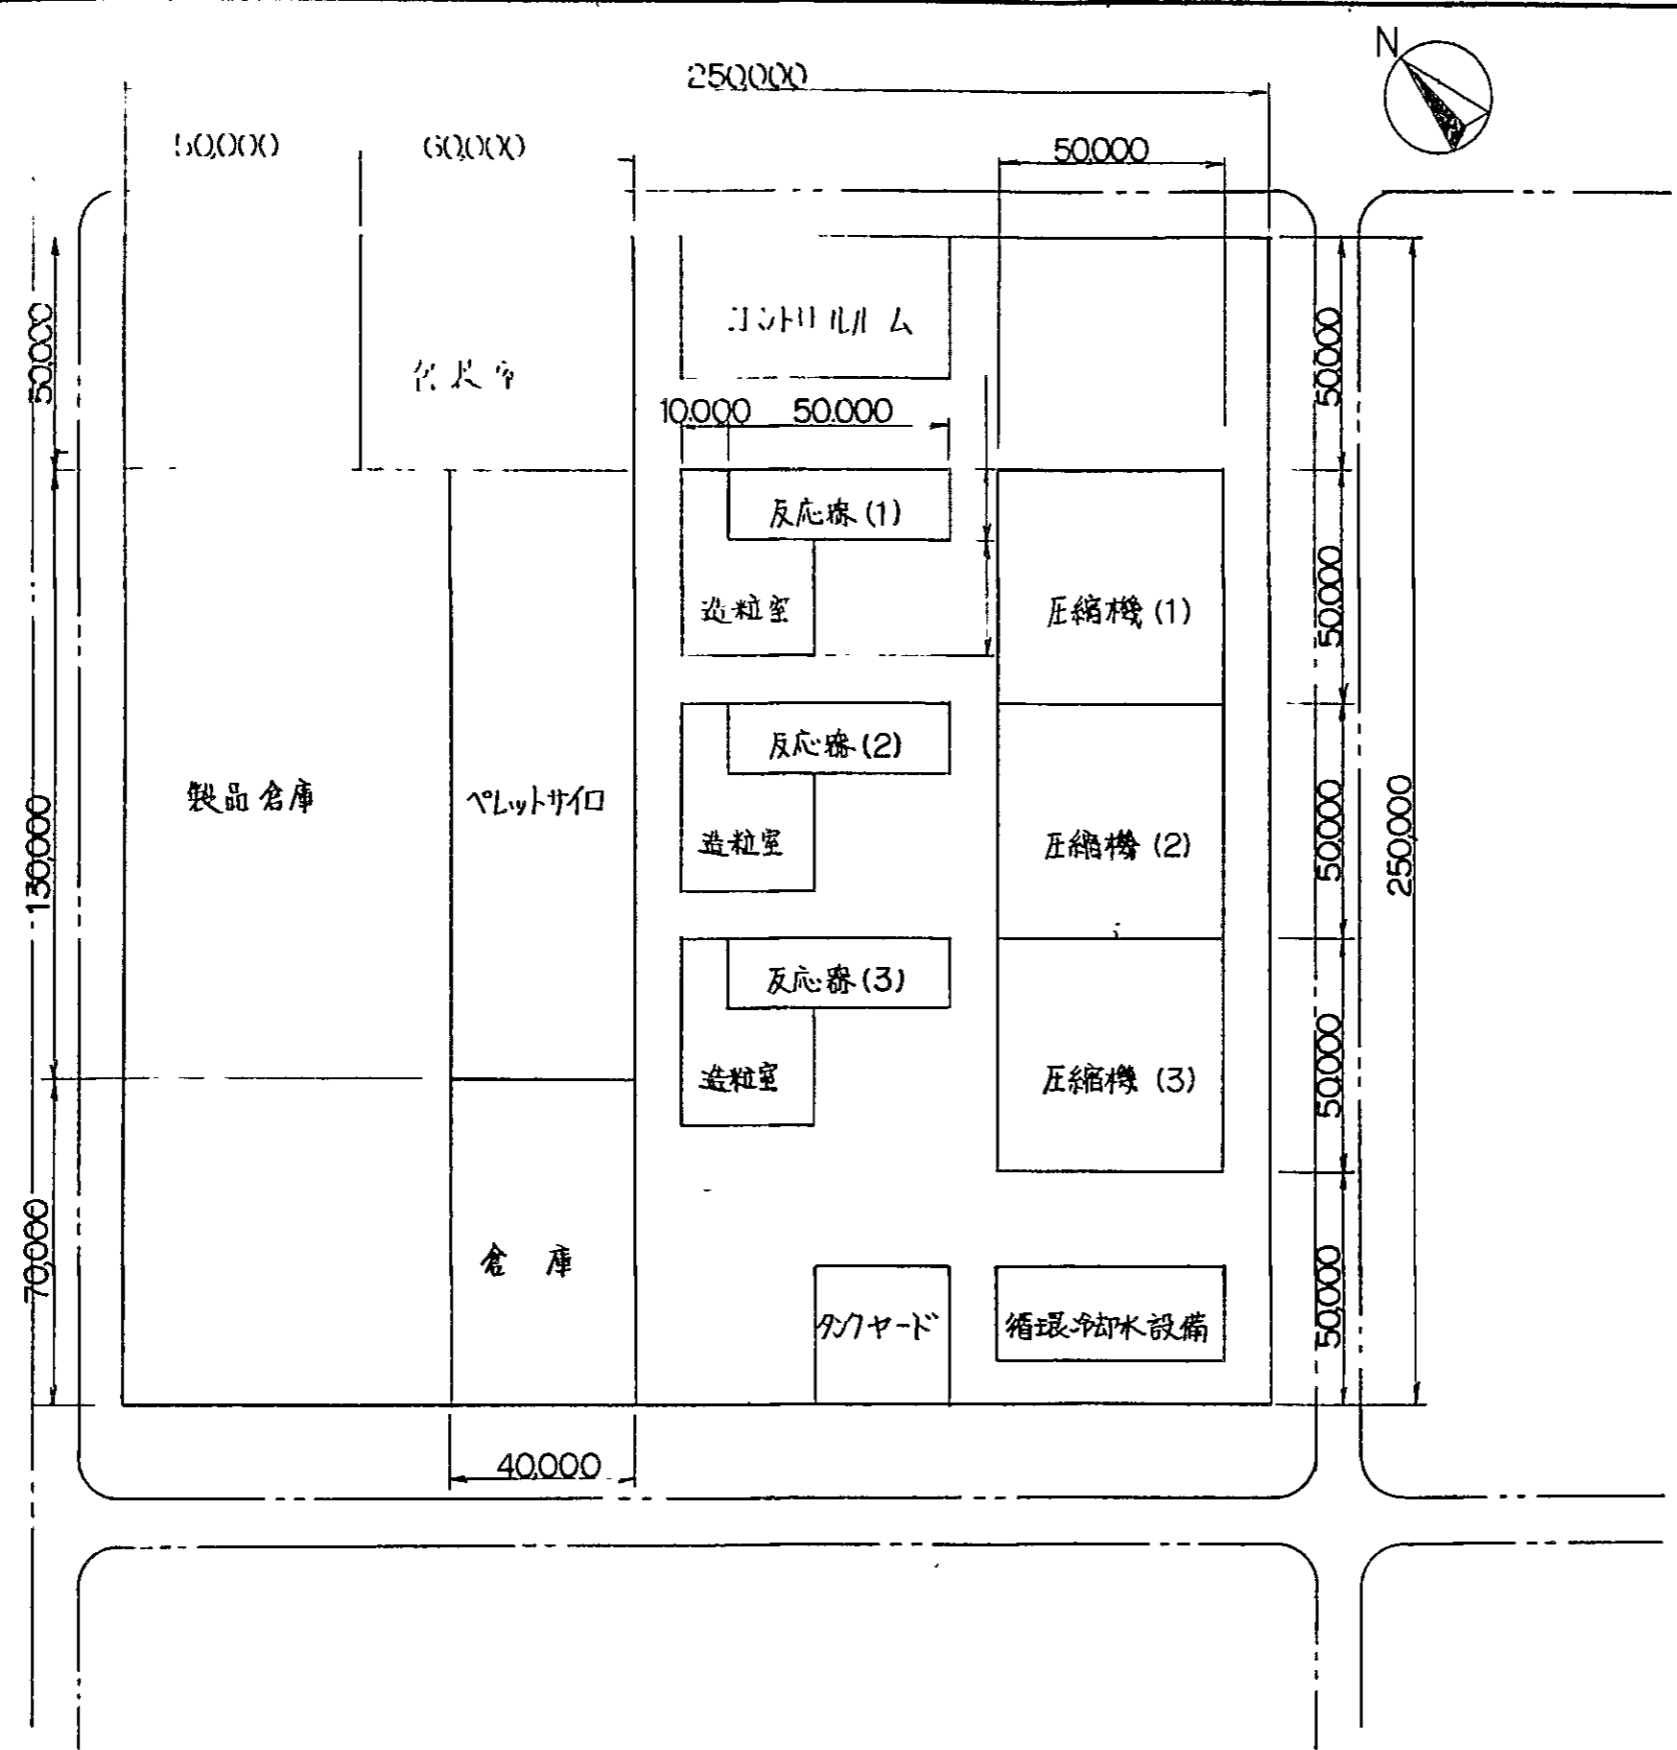 N
250,000
50,000
60,000
50,000
50,000
コントロールルーム
50,000
10,000
50,000
反応器(1)
造粒室
圧縮機(1)
50,000
反応器(2)
製品倉庫
ペレットサイロ
造粒室
圧縮機(2)
50,000
250,000
130,000
反応器(3)
造粒室
圧縮機(3)
50,000
70,000
倉庫
タンクヤード
循環冷却水設備
50,000
40,000